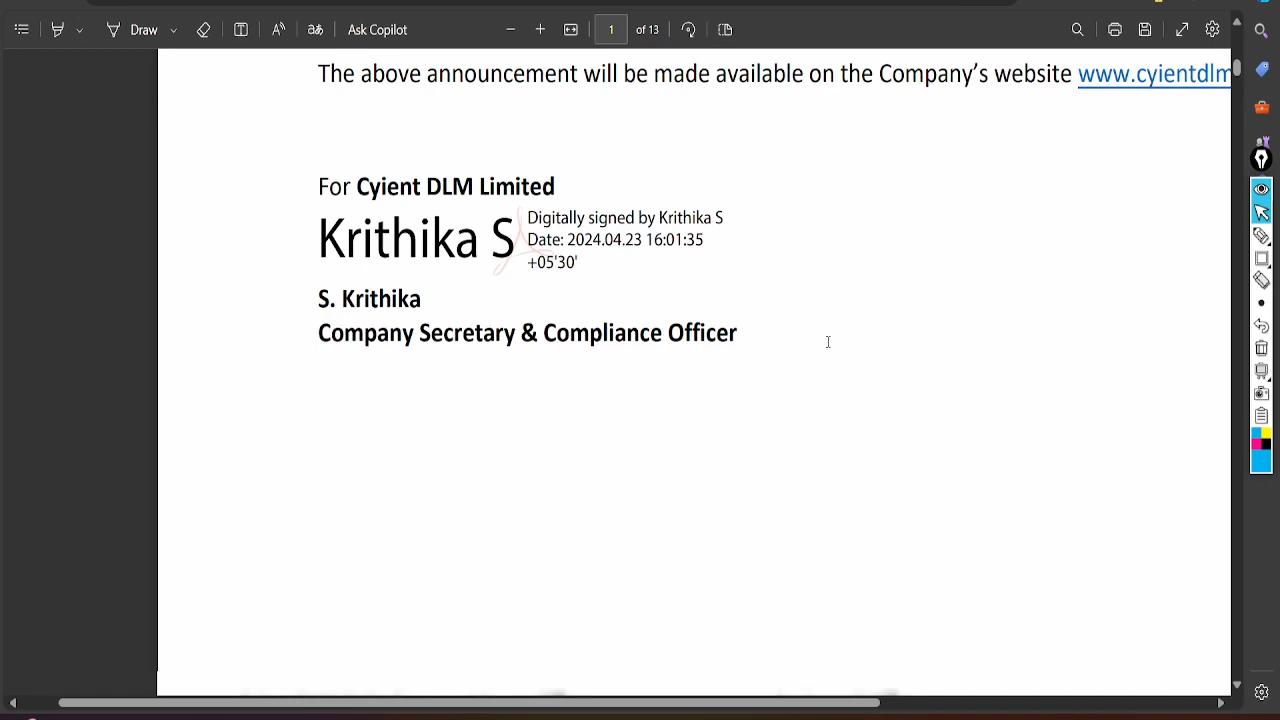 Draw
aあ
Ask Copilot
1
of 13
The above announcement will be made available on the Company's website www.cyientdlm
For Cyient DLM Limited
Krithika S
Digitally signed by Krithika S
Date: 2024.04.23 16:01:35
+05'30'
S. Krithika
Company Secretary & Compliance Officer